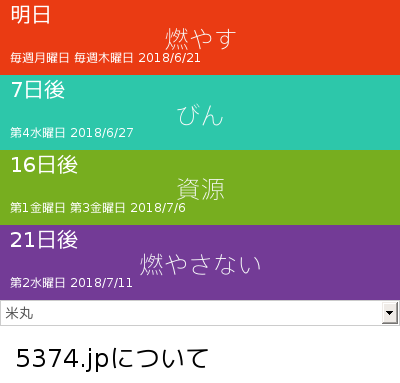 明日
燃やす
毎週月曜日 毎週木曜日 2018/6/21
7日後
びん
第4水曜日 2018/6/27
16日後
資源
第1金曜日 第3金曜日 2018/7/6
21日後
燃やさない
第2水曜日 2018/7/11
米丸
5374.jpについて